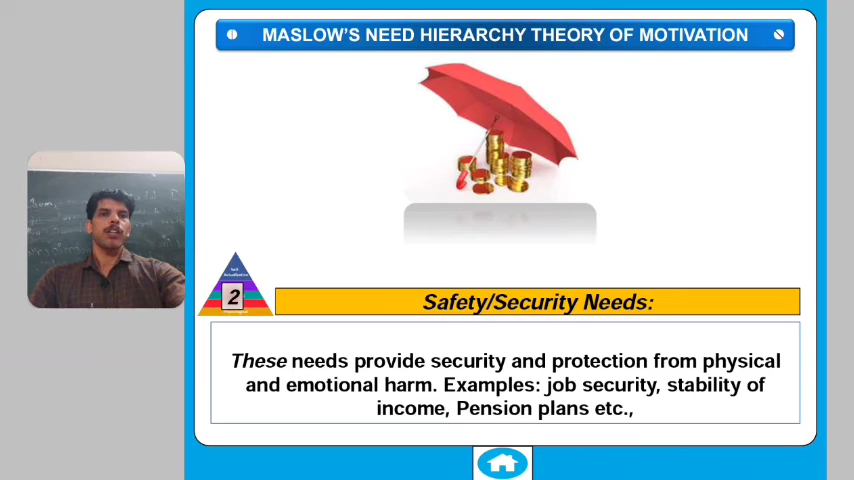 MASLOW'S NEED HIERARCHY THEORY OF MOTIVATION
2
Safety/Security Needs:
These needs provide security and protection from physical
and emotional harm. Examples: job security, stability of
income, Pension plans etc.,